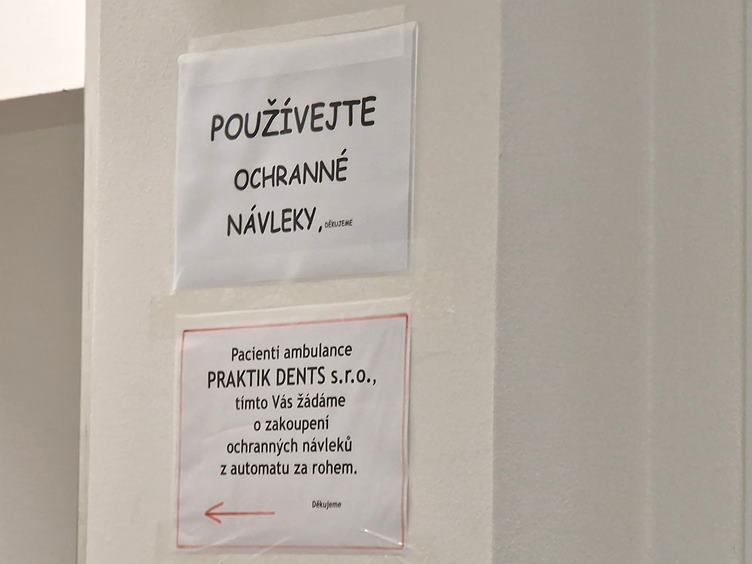 POUŽÍVEJTE
OCHRANNÉ
NÁVLEKY, DĚKUJEME
Pacienti ambulance
PRAKTIK DENTS s.r.o.,
tímto Vás žádáme
o zakoupení
ochranných návleků
z automatu za rohem.
Děkujeme